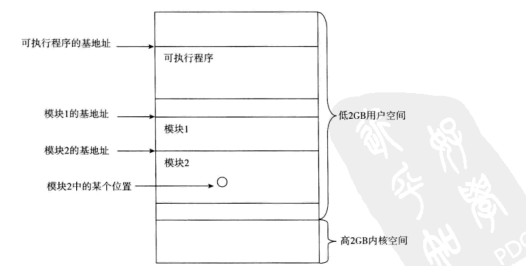 可执行程序的基地址
可执行程序
模块1的基地址
模块1
低2GB用户空间
模块2的基地址
模块2
模块2中的某个位置
高2GB内核空间
PDG